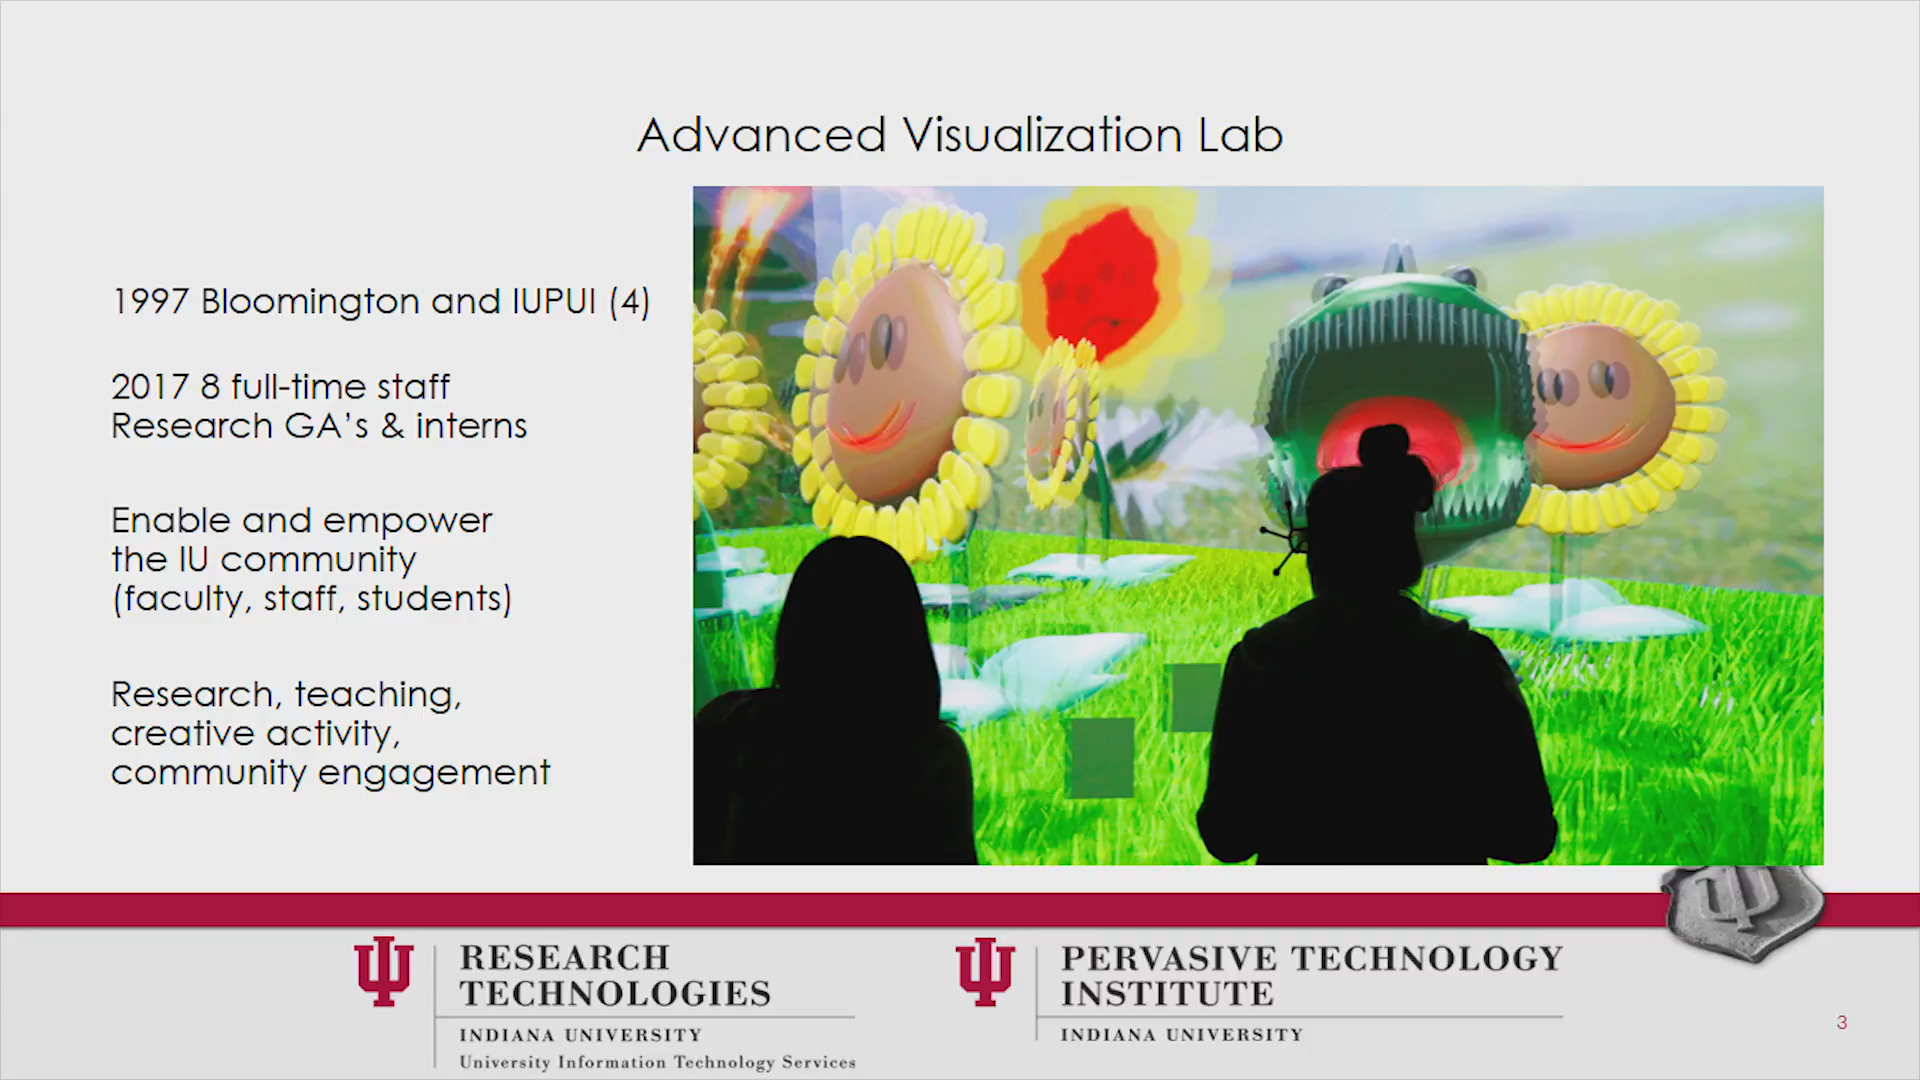 Advanced Visualization Lab
1997 Bloomington and IUPUI (4)
2017 8 full-time staff
Research GA's & interns
Enable and empower
the IU community
(faculty, staff, students)
Research, teaching,
creative activity,
community engagement
RESEARCH
TECHNOLOGIES
INDIANA UNIVERSITY
University Information Technology Services
PERVASIVE TECHNOLOGY
INSTITUTE
INDIANA UNIVERSITY
3